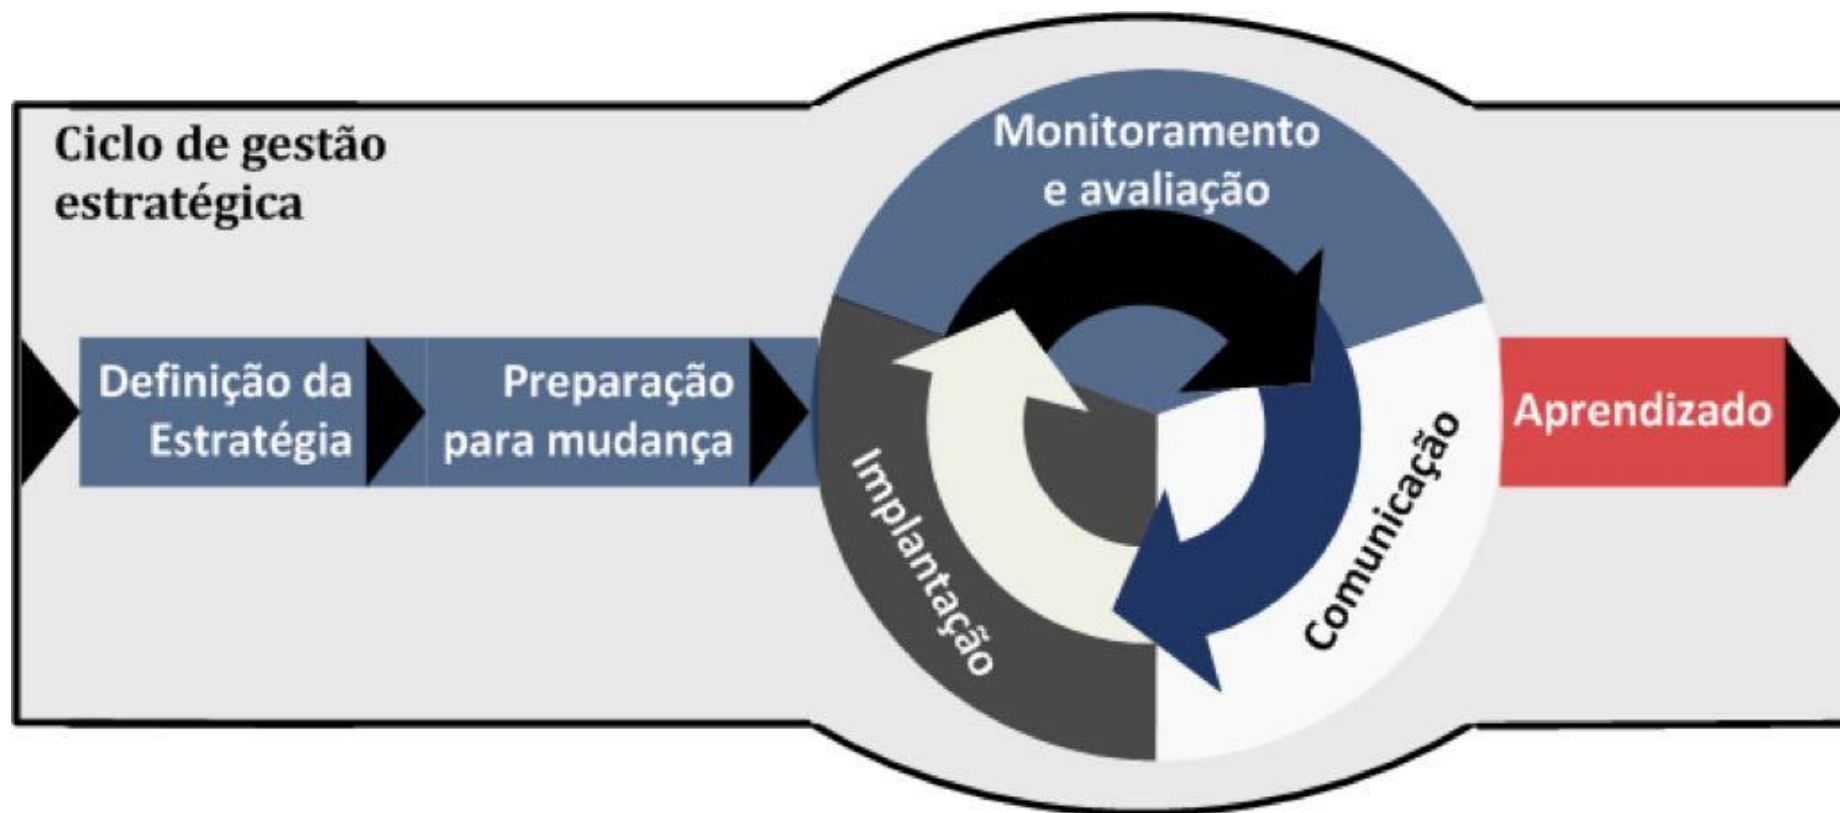 Ciclo de gestão
estratégica
Definição da
Estratégia
Preparação
para mudança
Monitoramento
e avaliação
Implantação
Comunicação
Aprendizado